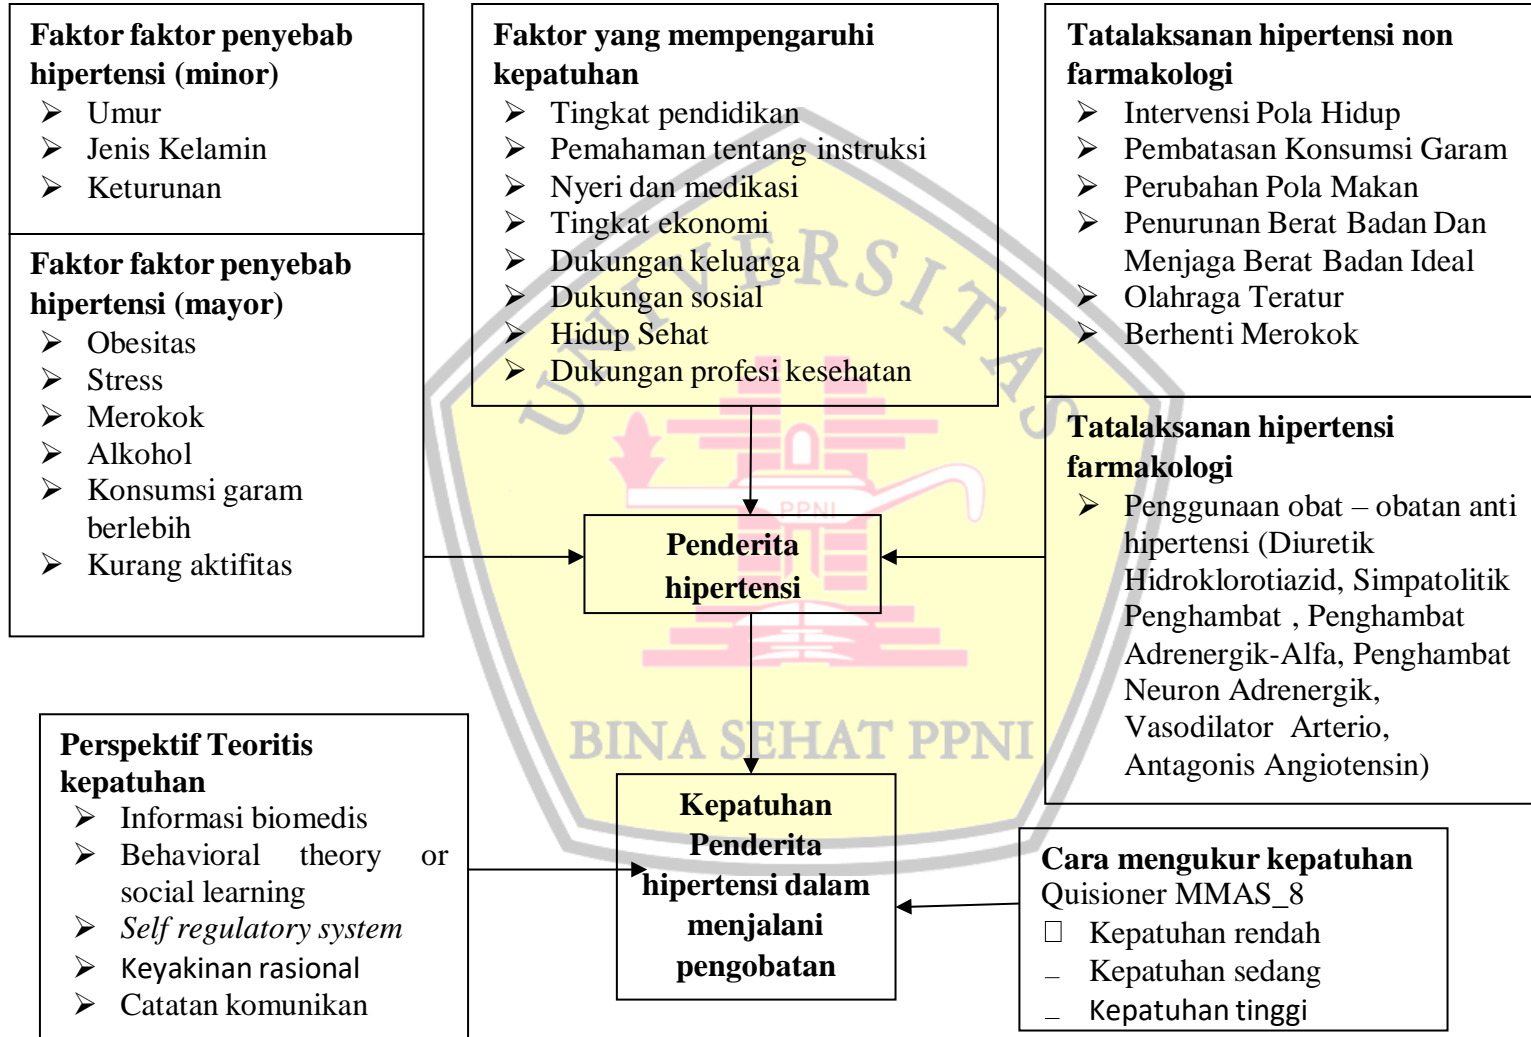 Faktor faktor penyebab
hipertensi (minor)
➢ Umur
➢ Jenis Kelamin
➢ Keturunan
Faktor faktor penyebab
hipertensi (mayor)
➢ Obesitas
➢ Stress
➢ Merokok
➢ Alkohol
➢ Konsumsi garam
berlebih
➢ Kurang aktifitas
Faktor yang mempengaruhi
kepatuhan
➢ Tingkat pendidikan
➢ Pemahaman tentang instruksi
➢ Nyeri dan medikasi
➢ Tingkat ekonomi
➢ Dukungan keluarga
➢ Dukungan sosial
➢ Hidup Sehat
➢ Dukungan profesi kesehatan
Tatalaksanan hipertensi non
farmakologi
➢ Intervensi Pola Hidup
➢ Pembatasan Konsumsi Garam
➢ Perubahan Pola Makan
➢ Penurunan Berat Badan Dan
Menjaga Berat Badan Ideal
➢ Olahraga Teratur
➢ Berhenti Merokok
Tatalaksanan hipertensi
farmakologi
➢ Penggunaan obat – obatan anti
hipertensi (Diuretik
Hidroklorotiazid, Simpatolitik
Penghambat , Penghambat
Adrenergik-Alfa, Penghambat
Neuron Adrenergik,
Vasodilator Arterio,
Antagonis Angiotensin)
UNIVERSITAS
PPNI
Penderita
hipertensi
BINA SEHAT PPNI
Perspektif Teoritis
kepatuhan
➢ Informasi biomedis
➢ Behavioral theory or
social learning
➢ Self regulatory system
➢ Keyakinan rasional
➢ Catatan komunikan
Kepatuhan
Penderita
hipertensi dalam
menjalani
pengobatan
Cara mengukur kepatuhan
Quisioner MMAS_8
□ Kepatuhan rendah
_ Kepatuhan sedang
_ Kepatuhan tinggi